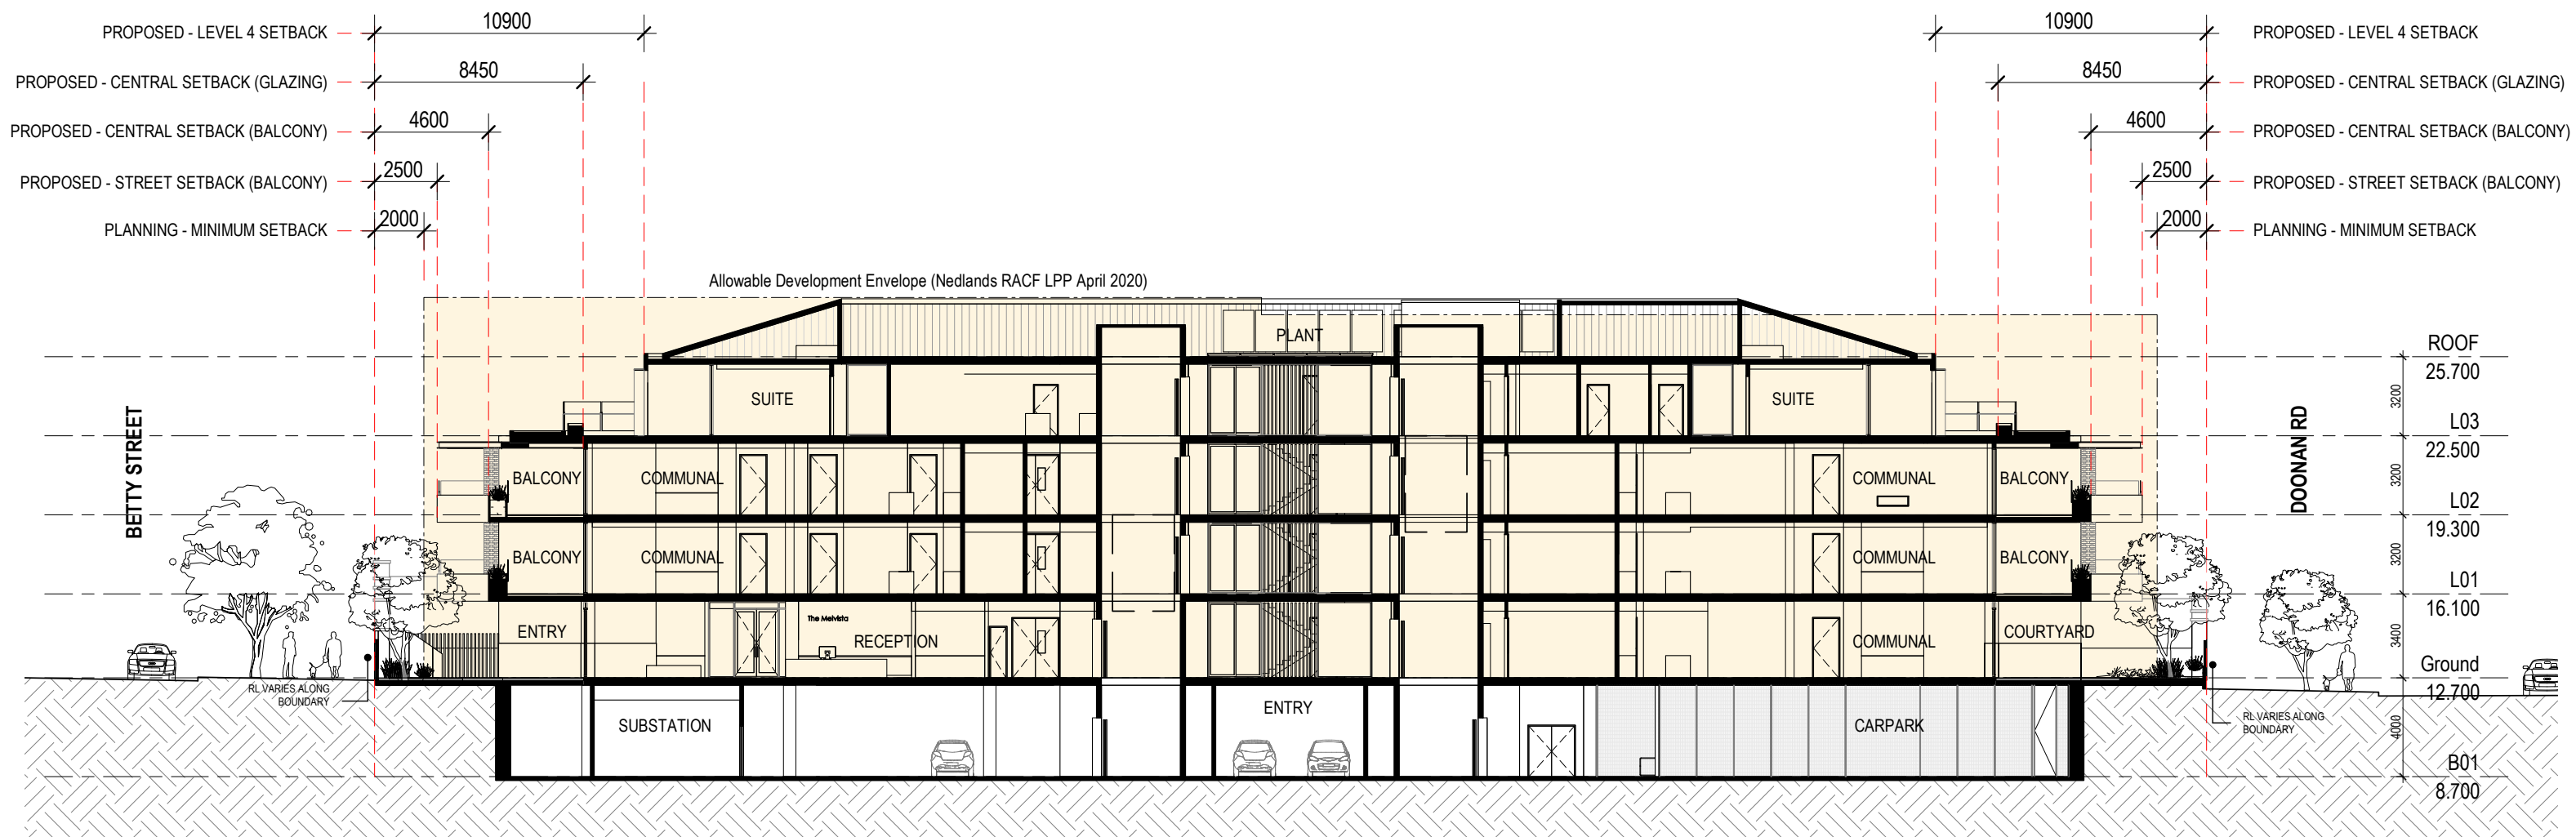 PROPOSED - LEVEL 4 SETBACK
10900
10900
PROPOSED - LEVEL 4 SETBACK
PROPOSED - CENTRAL SETBACK (GLAZING)
8450
8450
PROPOSED - CENTRAL SETBACK (GLAZING)
PROPOSED - CENTRAL SETBACK (BALCONY)
4600
4600
PROPOSED - CENTRAL SETBACK (BALCONY)
PROPOSED - STREET SETBACK (BALCONY)
2500
2500
PROPOSED - STREET SETBACK (BALCONY)
PLANNING - MINIMUM SETBACK
2000
2000
PLANNING - MINIMUM SETBACK
Allowable Development Envelope (Nedlands RACF LPP April 2020)
PLANT
ROOF
25.700
SUITE
SUITE
3200
L03
22.500
BETTY STREET
DOONAN RD
BALCONY
COMMUNAL
COMMUNAL
BALCONY
3200
L02
19.300
BALCONY
COMMUNAL
COMMUNAL
BALCONY
3200
L01
16.100
ENTRY
The Melvista
RECEPTION
COMMUNAL
COURTYARD
3400
Ground
12.700
RL VARIES ALONG
BOUNDARY
RL VARIES ALONG
BOUNDARY
SUBSTATION
ENTRY
CARPARK
4000
B01
8.700